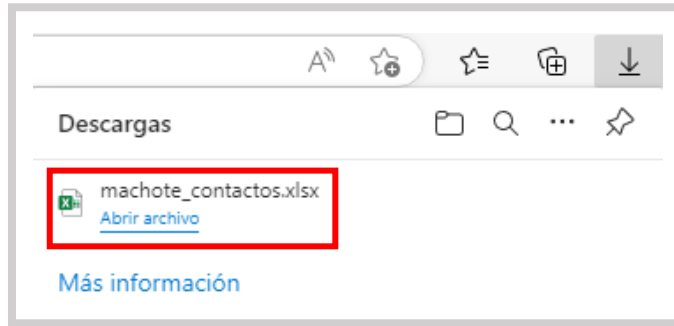 Descargas
machote_contactos.xlsx
Abrir archivo
Más información